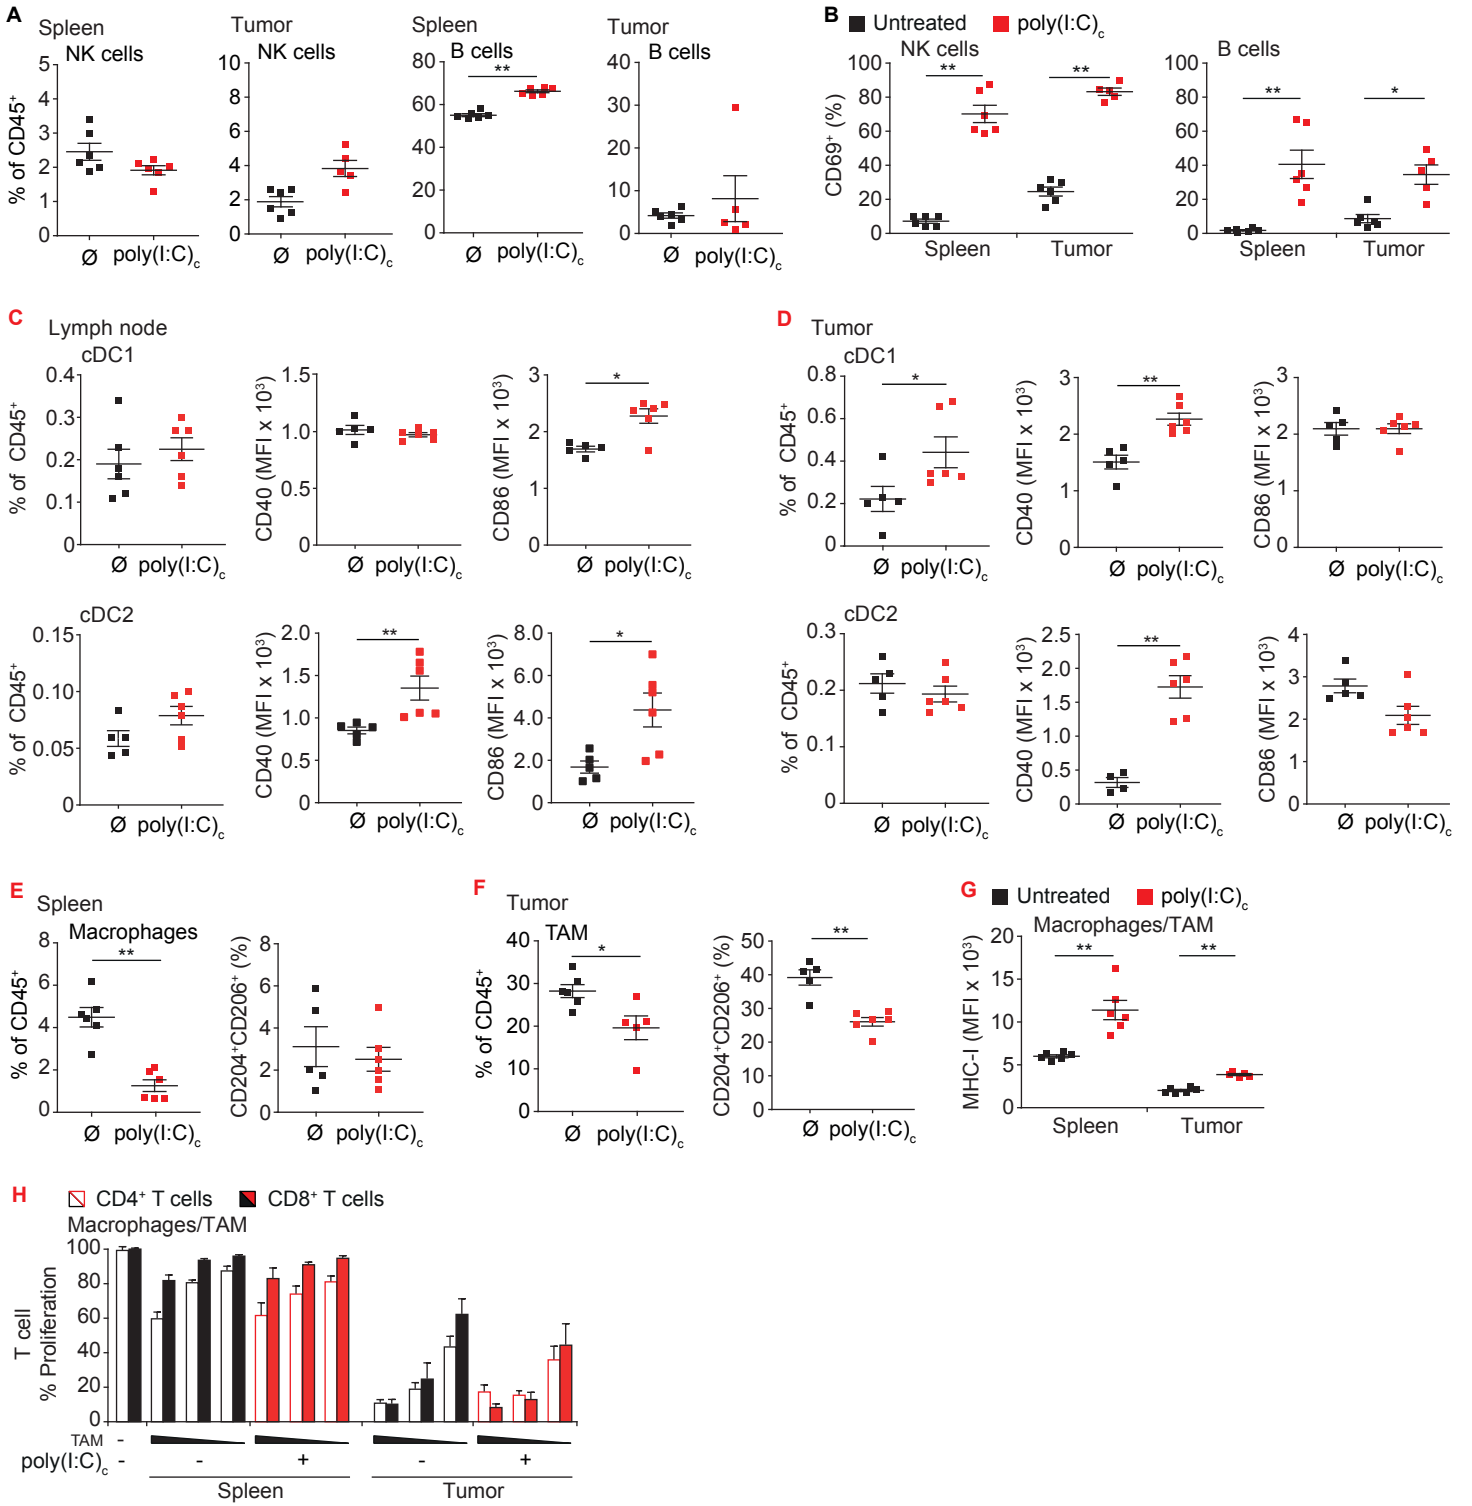 A
Spleen
NK cells
% of CD45⁺
5
4
3
2
1
0
Ø poly(I:C)c
Tumor
NK cells
10
8
6
4
2
0
Ø poly(I:C)c
Spleen
B cells
**
80
60
40
20
0
Ø poly(I:C)c
Tumor
B cells
40
30
20
10
0
Ø poly(I:C)c
B
Untreated poly(I:C)c
NK cells
CD69⁺ (%)
100
80
60
40
20
0
** **
Spleen Tumor
B cells
100
80
60
40
20
0
** *
Spleen Tumor
C
Lymph node
cDC1
% of CD45⁺
0.4
0.3
0.2
0.1
0
Ø poly(I:C)c
CD40 (MFI x 10³)
1.5
1.0
0.5
0
Ø poly(I:C)c
CD86 (MFI x 10³)
3
2
1
0
*
Ø poly(I:C)c
cDC2
% of CD45⁺
0.15
0.10
0.05
0
Ø poly(I:C)c
CD40 (MFI x 10³)
2.0
1.5
1.0
0.5
0
**
Ø poly(I:C)c
CD86 (MFI x 10³)
8.0
6.0
4.0
2.0
0
*
Ø poly(I:C)c
D
Tumor
cDC1
% of CD45⁺
0.8
0.6
0.4
0.2
0
*
Ø poly(I:C)c
CD40 (MFI x 10³)
3
2
1
0
**
Ø poly(I:C)c
CD86 (MFI x 10³)
3
2
1
0
Ø poly(I:C)c
cDC2
% of CD45⁺
0.3
0.2
0.1
0
Ø poly(I:C)c
CD40 (MFI x 10³)
2.5
2.0
1.5
1.0
0.5
0
**
Ø poly(I:C)c
CD86 (MFI x 10³)
4
3
2
1
0
Ø poly(I:C)c
E
Spleen
Macrophages
% of CD45⁺
8
6
4
2
0
**
Ø poly(I:C)c
CD204⁺CD206⁺ (%)
8
6
4
2
0
Ø poly(I:C)c
F
Tumor
TAM
% of CD45⁺
40
30
20
10
0
*
Ø poly(I:C)c
CD204⁺CD206⁺ (%)
50
40
30
20
10
0
**
Ø poly(I:C)c
G
Untreated poly(I:C)c
Macrophages/TAM
MHC-I (MFI x 10³)
20
15
10
5
0
** **
Spleen Tumor
H
CD4⁺ T cells CD8⁺ T cells
Macrophages/TAM
T cell
% Proliferation
100
80
60
40
20
0
TAM -
poly(I:C)c - - + - +
Spleen Tumor